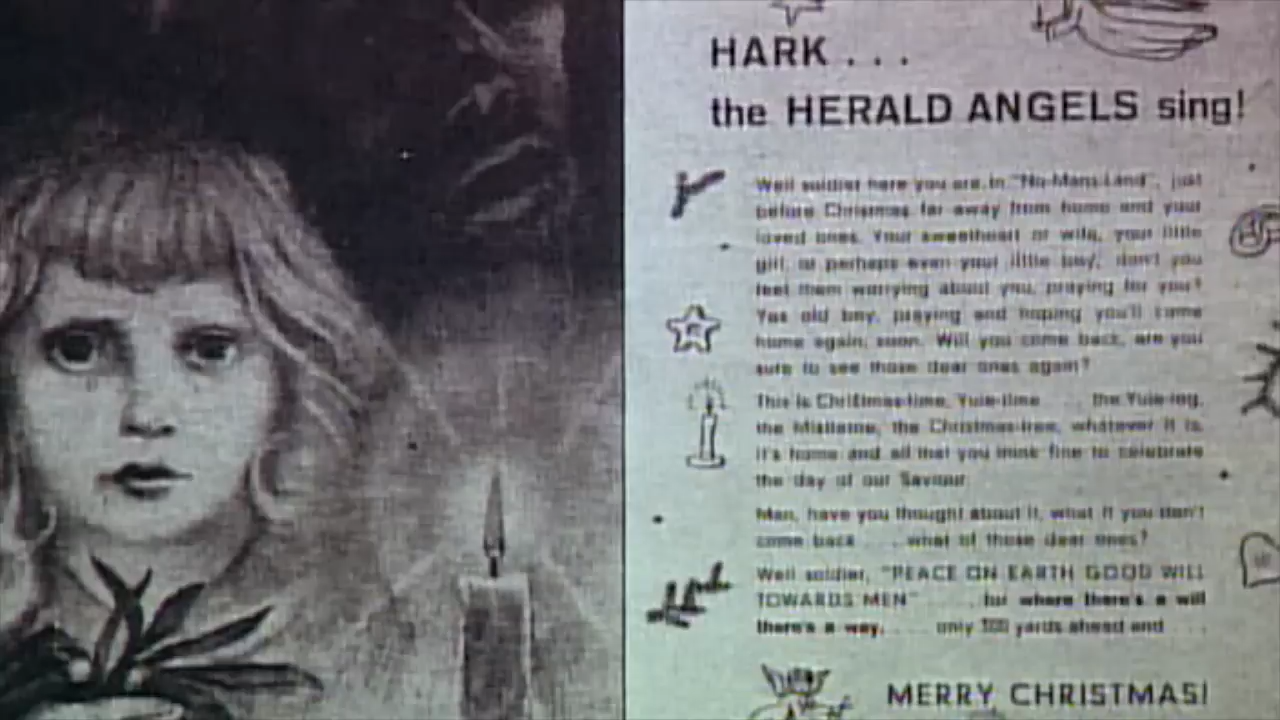 HARK . . .
the HERALD ANGELS sing!
Well soldier here you are in "No-Mans-Land", just
before Christmas far away from home and your
loved ones. Your sweetheart or wife, your little
girl, or perhaps even your little boy, don't you
feel them worrying about you, praying for you?
Yes old boy, praying and hoping you'll come
home again, soon. Will you come back, are you
sure to see those dear ones again?
This is Christmas-time, Yule-time . . . the Yule-log,
the Mistletoe, the Christmas-tree, whatever it is,
it's home and all that you think fine to celebrate
the day of our Saviour.
Man, have you thought about it, what if you don't
come back . . . what of those dear ones?
Well soldier, "PEACE ON EARTH GOOD WILL
TOWARDS MEN" . . . for where there's a will
there's a way, . . . only 300 yards ahead and . . .
MERRY CHRISTMAS!